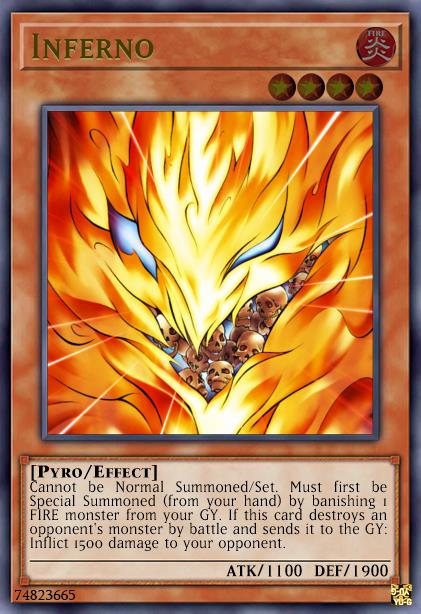 Inferno
FIRE
炎
[Pyro/Effect]
Cannot be Normal Summoned/Set. Must first be
Special Summoned (from your hand) by banishing 1
FIRE monster from your GY. If this card destroys an
opponent's monster by battle and sends it to the GY:
Inflict 1500 damage to your opponent.
ATK/1100 DEF/1900
74823665